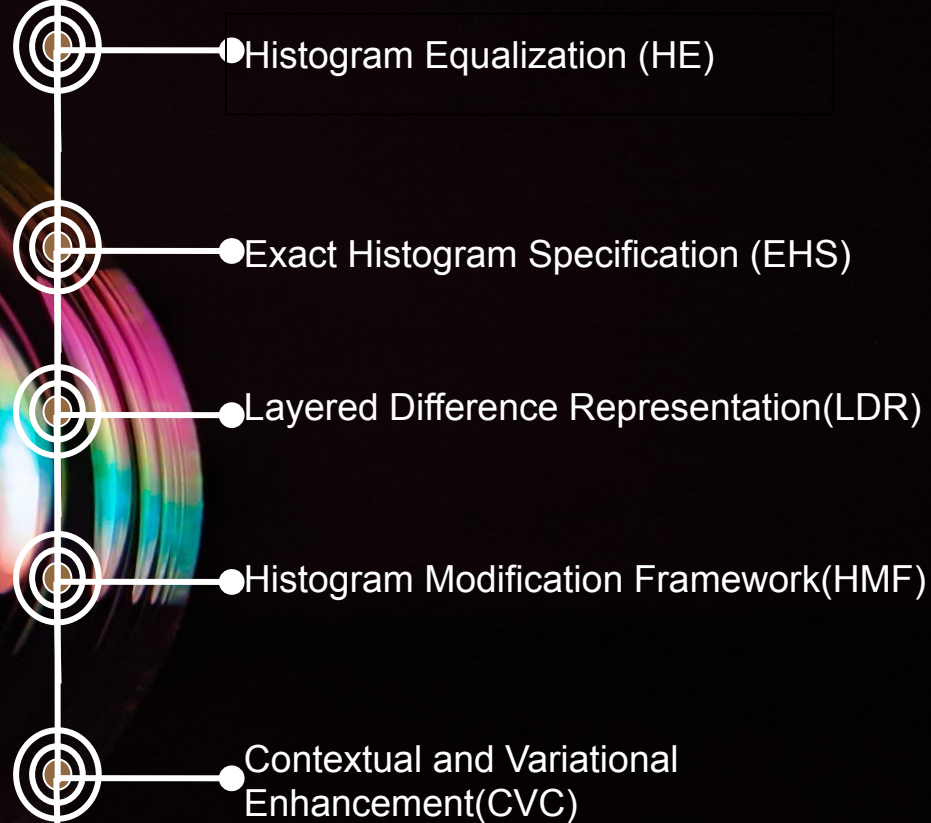 Histogram Equalization (HE)
Exact Histogram Specification (EHS)
Layered Difference Representation(LDR)
Histogram Modification Framework(HMF)
Contextual and Variational
Enhancement(CVC)